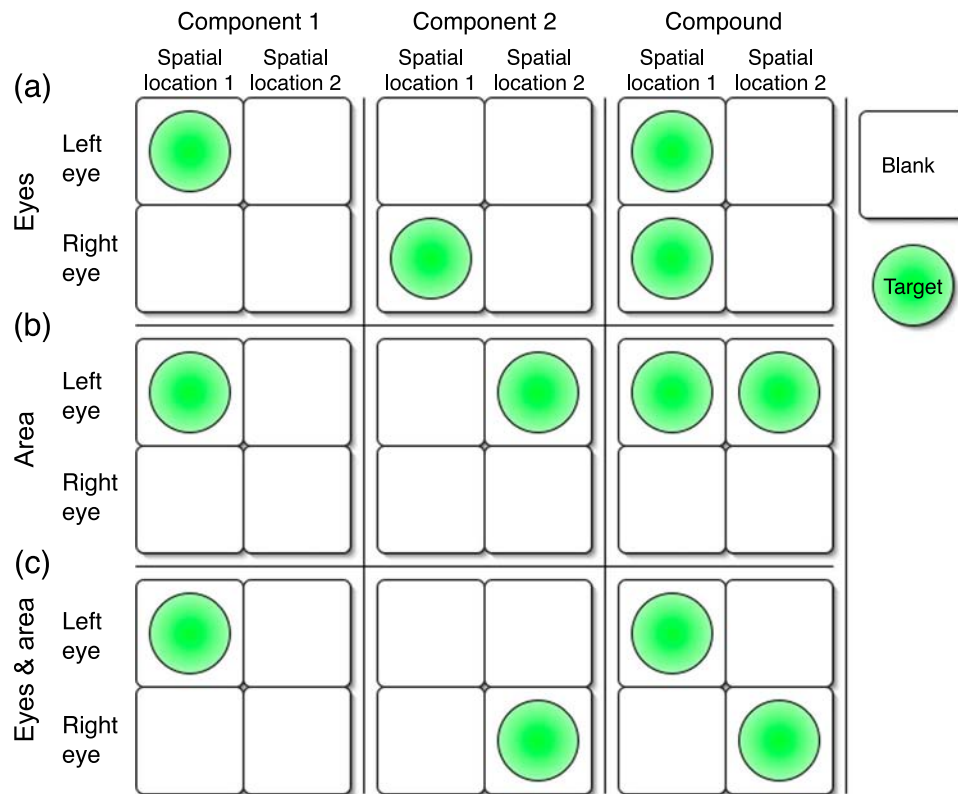 Component 1 Component 2 Compound
Spatial location 1 Spatial location 2 Spatial location 1 Spatial location 2 Spatial location 1 Spatial location 2
(a)
Eyes
Left
eye
Right
eye
Blank
Target
(b)
Area
Left
eye
Right
eye
(c)
Eyes & area
Left
eye
Right
eye